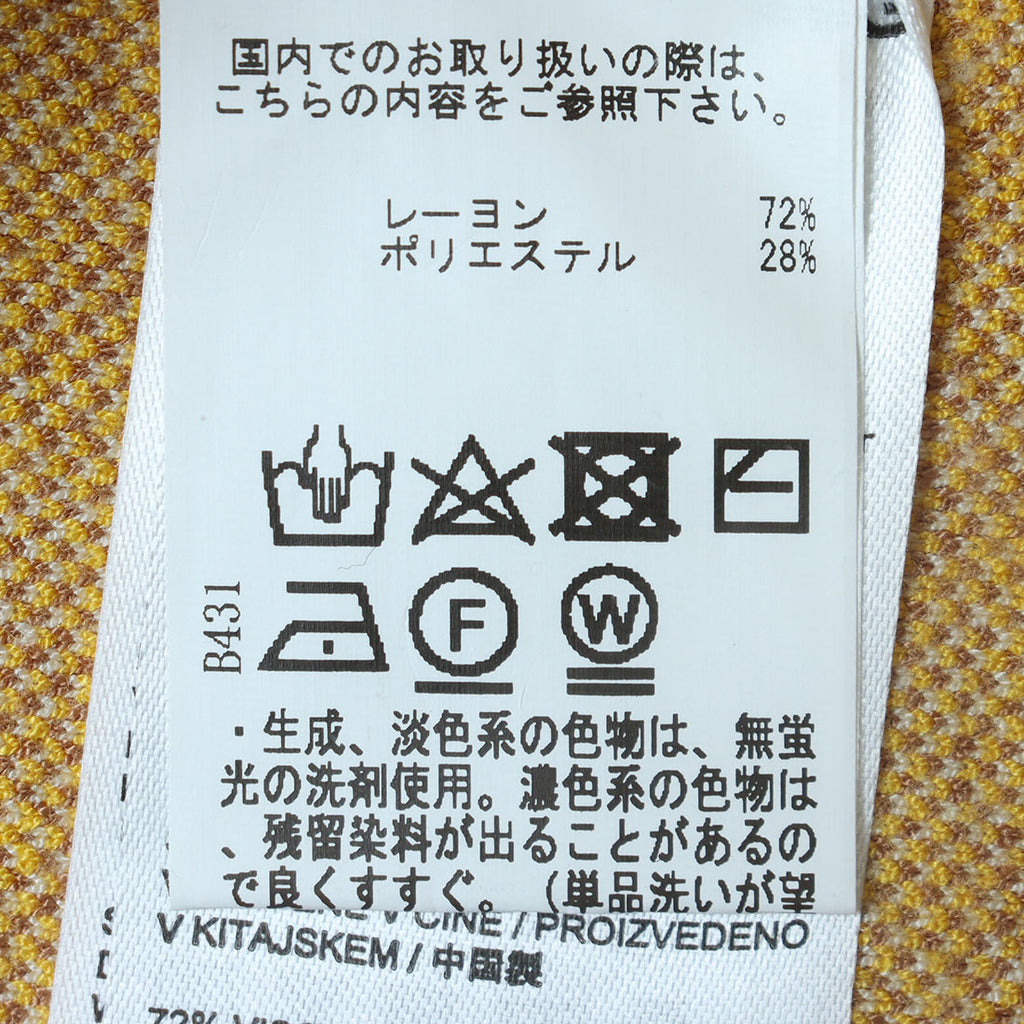 国内でのお取り扱いの際は、
こちらの内容をご参照下さい。
レーヨン 72%
ポリエステル 28%
B431
F
W
・生成、淡色系の色物は、無蛍
光の洗剤使用。濃色系の色物は
、残留染料が出ることがあるの
で良くすすぐ。（単品洗いが望
V ČINE / PROIZVEDENO
V KITAJSKEM / 中国製
72%